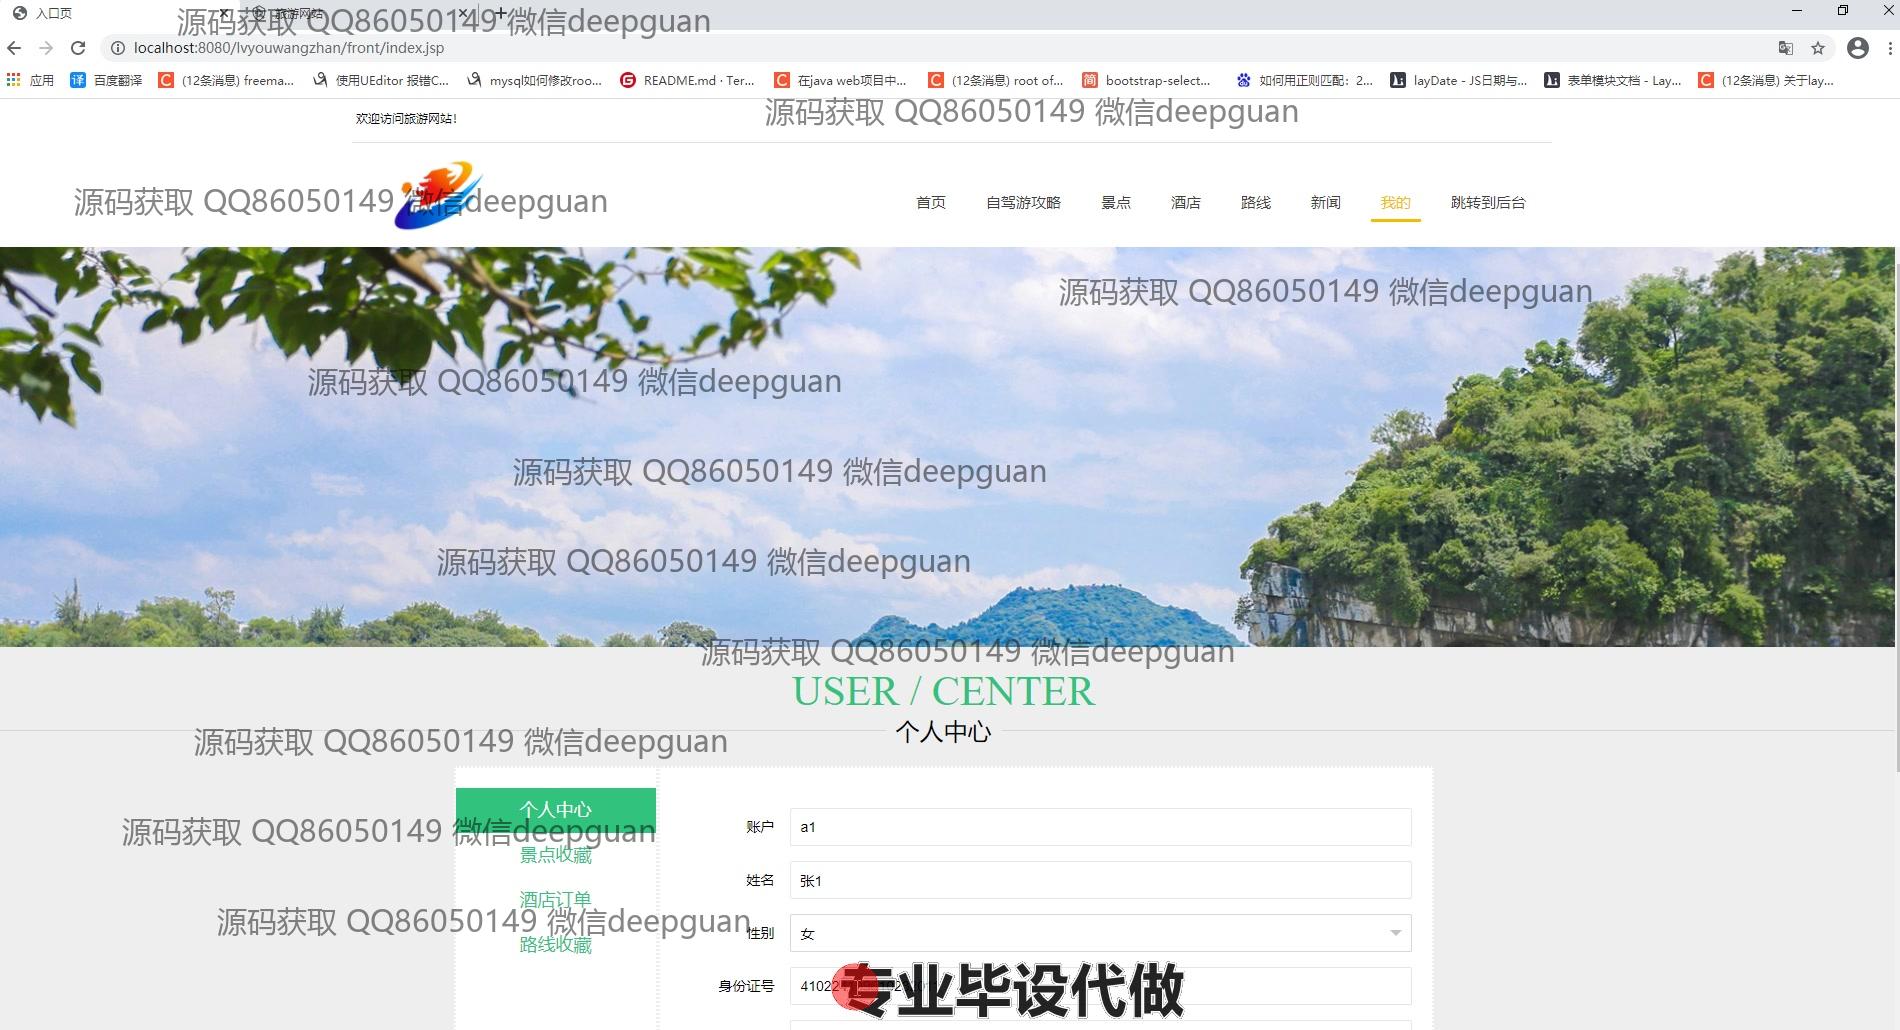 入口页
旅游网站
源码获取 QQ86050149 微信deepguan
localhost:8080/lvyouwangzhan/front/index.jsp
应用 百度翻译 (12条消息) freema... 使用UEditor 报错C... mysql如何修改roo... README.md · Ter... 在java web项目中... (12条消息) root of... bootstrap-select... 如何用正则匹配：2... layDate - JS日期与... 表单模块文档 - Lay... (12条消息) 关于lay...
源码获取 QQ86050149 微信deepguan
欢迎访问旅游网站！
源码获取 QQ86050149 微信deepguan
首页 自驾游攻略 景点 酒店 路线 新闻 我的 跳转到后台
源码获取 QQ86050149 微信deepguan
源码获取 QQ86050149 微信deepguan
源码获取 QQ86050149 微信deepguan
源码获取 QQ86050149 微信deepguan
源码获取 QQ86050149 微信deepguan
USER / CENTER
个人中心
源码获取 QQ86050149 微信deepguan
个人中心
账户 a1
源码获取 QQ86050149 微信deepguan
景点收藏
姓名 张1
酒店订单
源码获取 QQ86050149 微信deepguan
性别 女
路线收藏
身份证号
专业毕设代做